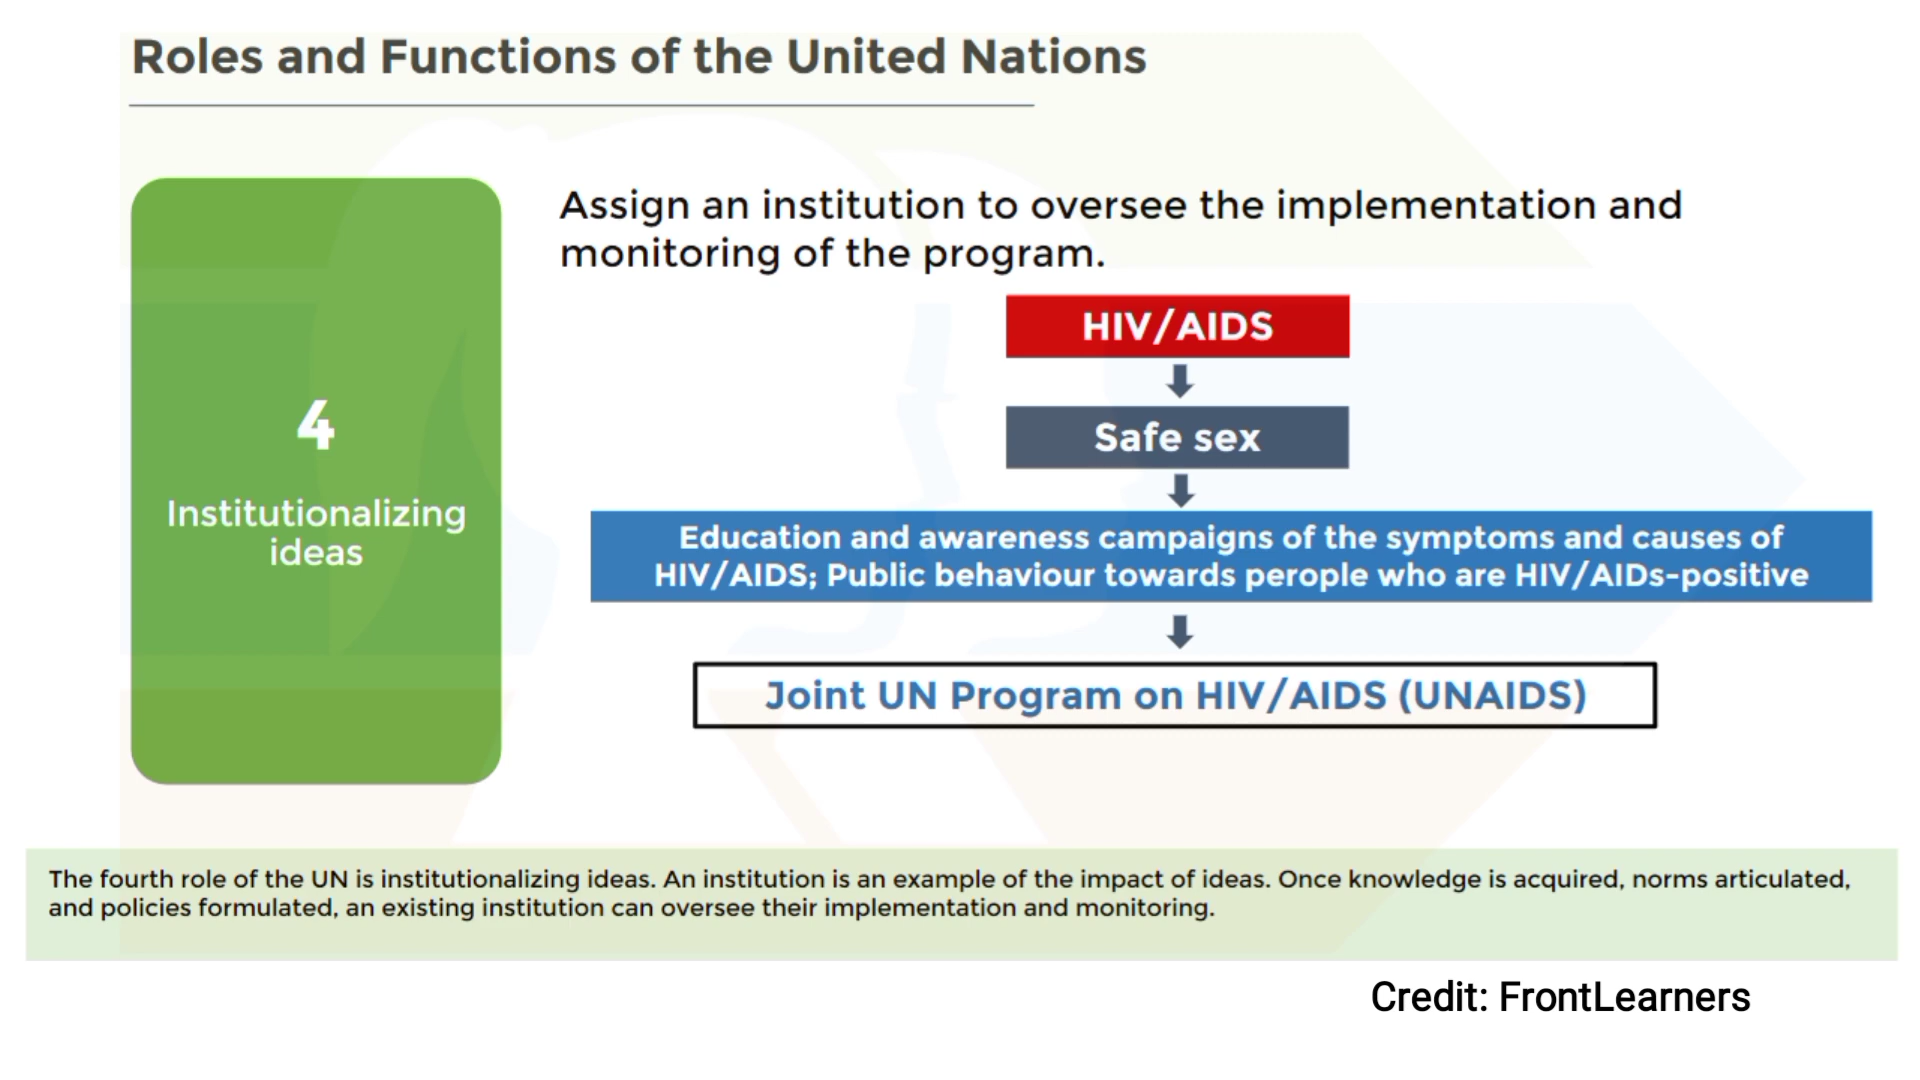 Roles and Functions of the United Nations
4
Institutionalizing
ideas
Assign an institution to oversee the implementation and
monitoring of the program.
HIV/AIDS
Safe sex
Education and awareness campaigns of the symptoms and causes of
HIV/AIDS; Public behaviour towards perople who are HIV/AIDs-positive
Joint UN Program on HIV/AIDS (UNAIDS)
The fourth role of the UN is institutionalizing ideas. An institution is an example of the impact of ideas. Once knowledge is acquired, norms articulated,
and policies formulated, an existing institution can oversee their implementation and monitoring.
Credit: FrontLearners